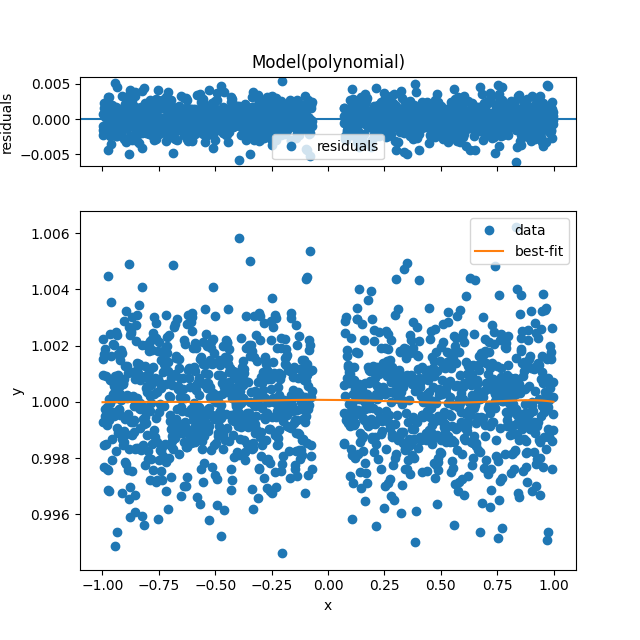 Model(polynomial)
0.005
0.000
−0.005
residuals
residuals
1.006
1.004
1.002
1.000
0.998
0.996
y
data
best-fit
−1.00 −0.75 −0.50 −0.25 0.00 0.25 0.50 0.75 1.00
x